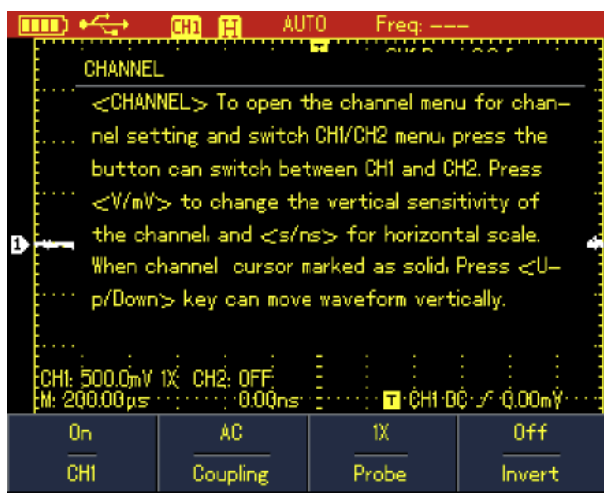 CH1 H AUTO Freq: ---
CHANNEL
<CHANNEL> To open the channel menu for chan-
nel setting and switch CH1/CH2 menu, press the
button can switch between CH1 and CH2. Press
<V/mV> to change the vertical sensitivity of
the channel, and <s/ns> for horizontal scale.
When channel cursor marked as solid, Press <U-
p/Down> key can move waveform vertically.
1
CH1: 500.0mV 1X CH2: OFF
M: 200.00µs 0.00ns T CH1 DC 0.00mV
On AC 1X Off
CH1 Coupling Probe Invert